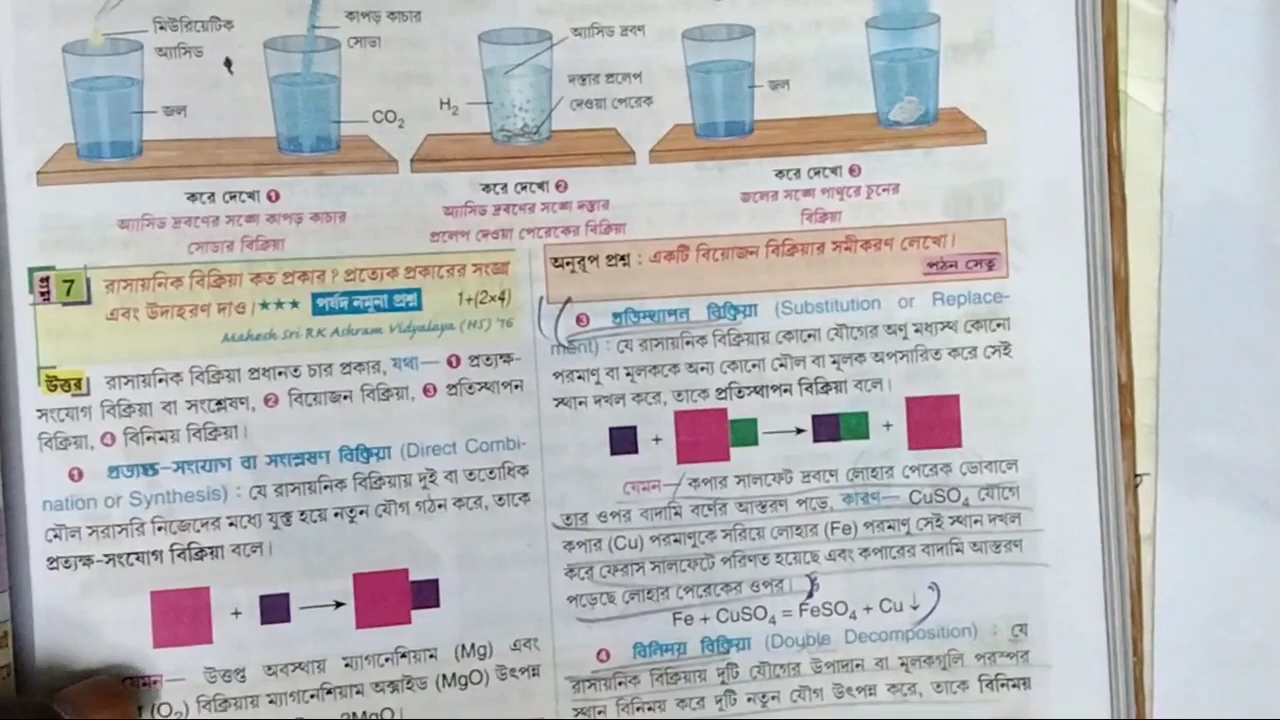 মিউরিয়েটিক
অ্যাসিড
জল
কাপড় কাচার
সোডা
CO₂
করে দেখো ❶
অ্যাসিড দ্রবণের সঙ্গে কাপড় কাচার
সোডার বিক্রিয়া
অ্যাসিড দ্রবণ
H₂
দস্তার প্রলেপ
দেওয়া পেরেক
করে দেখো ❷
অ্যাসিড দ্রবণের সঙ্গে দস্তার
প্রলেপ দেওয়া পেরেকের বিক্রিয়া
জল
করে দেখো ❸
জলের সঙ্গে পাথুরে চুনের
বিক্রিয়া
প্রশ্ন 7 রাসায়নিক বিক্রিয়া কত প্রকার? প্রত্যেক প্রকারের সংজ্ঞা
এবং উদাহরণ দাও। ★★★ পর্ষদ নমুনা প্রশ্ন 1+(2×4)
Mahesh Sri RK Ashram Vidyalaya (HS) '16
উত্তর রাসায়নিক বিক্রিয়া প্রধানত চার প্রকার, যথা— ❶ প্রত্যক্ষ-
সংযোগ বিক্রিয়া বা সংশ্লেষণ, ❷ বিয়োজন বিক্রিয়া, ❸ প্রতিস্থাপন
বিক্রিয়া, ❹ বিনিময় বিক্রিয়া।
❶ প্রত্যক্ষ-সংযোগ বা সংশ্লেষণ বিক্রিয়া (Direct Combi-
nation or Synthesis) : যে রাসায়নিক বিক্রিয়ায় দুই বা ততোধিক
মৌল সরাসরি নিজেদের মধ্যে যুক্ত হয়ে নতুন যৌগ গঠন করে, তাকে
প্রত্যক্ষ-সংযোগ বিক্রিয়া বলে।
+
যেমন— উত্তপ্ত অবস্থায় ম্যাগনেশিয়াম (Mg) এবং
(O₂) বিক্রিয়ায় ম্যাগনেশিয়াম অক্সাইড (MgO) উৎপন্ন
2MgO।
অনুরূপ প্রশ্ন : একটি বিয়োজন বিক্রিয়ার সমীকরণ লেখো।
পঠন সেতু
❸ প্রতিস্থাপন বিক্রিয়া (Substitution or Replace-
ment) : যে রাসায়নিক বিক্রিয়ায় কোনো যৌগের অণু মধ্যস্থ কোনো
পরমাণু বা মূলককে অন্য কোনো মৌল বা মূলক অপসারিত করে সেই
স্থান দখল করে, তাকে প্রতিস্থাপন বিক্রিয়া বলে।
+ +
যেমন— কপার সালফেট দ্রবণে লোহার পেরেক ডোবালে
তার ওপর বাদামি বর্ণের আস্তরণ পড়ে, কারণ— CuSO₄ যৌগে
কপার (Cu) পরমাণুকে সরিয়ে লোহার (Fe) পরমাণু সেই স্থান দখল
করে ফেরাস সালফেটে পরিণত হয়েছে এবং কপারের বাদামি আস্তরণ
পড়েছে লোহার পেরেকের ওপর।
Fe + CuSO₄ = FeSO₄ + Cu↓
❹ বিনিময় বিক্রিয়া (Double Decomposition) : যে
রাসায়নিক বিক্রিয়ায় দুটি যৌগের উপাদান বা মূলকগুলি পরস্পর
স্থান বিনিময় করে দুটি নতুন যৌগ উৎপন্ন করে, তাকে বিনিময়